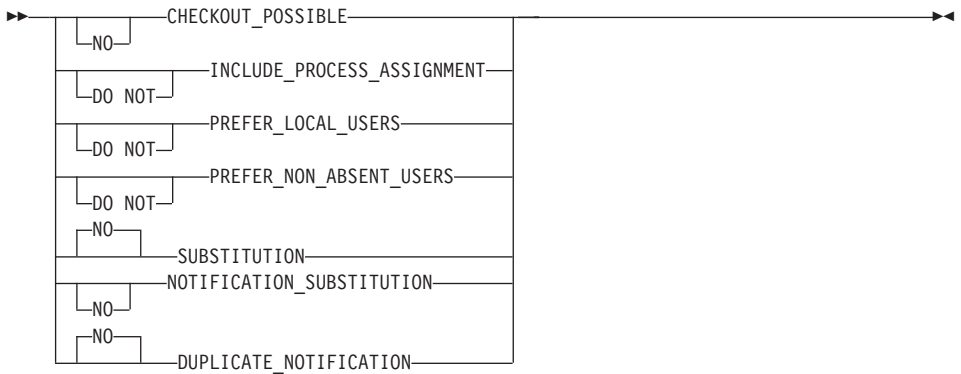 CHECKOUT_POSSIBLE
NO
INCLUDE_PROCESS_ASSIGNMENT
DO NOT
PREFER_LOCAL_USERS
DO NOT
PREFER_NON_ABSENT_USERS
DO NOT
NO
SUBSTITUTION
NOTIFICATION_SUBSTITUTION
NO
NO
DUPLICATE_NOTIFICATION